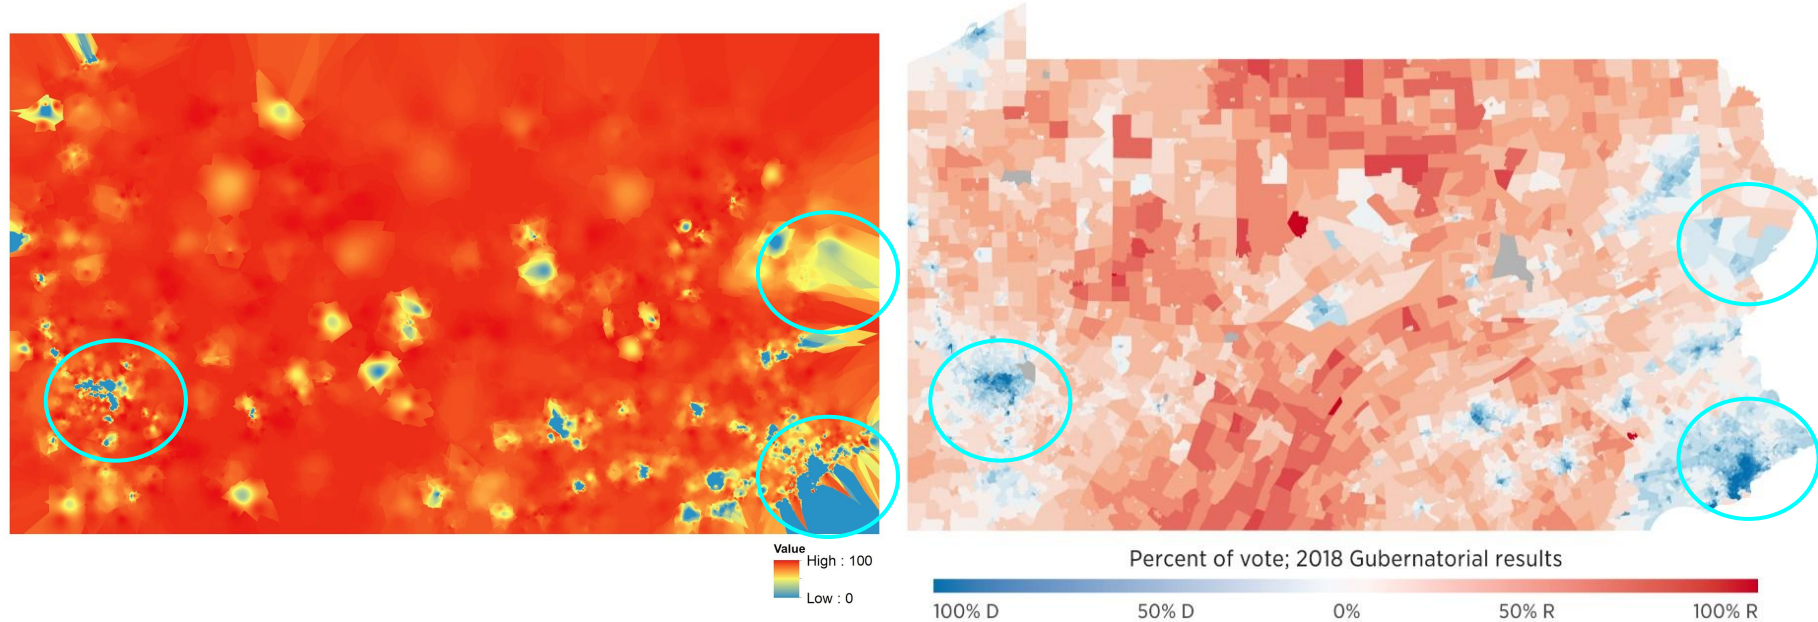 Value
High : 100
Low : 0
Percent of vote; 2018 Gubernatorial results
100% D 50% D 0% 50% R 100% R